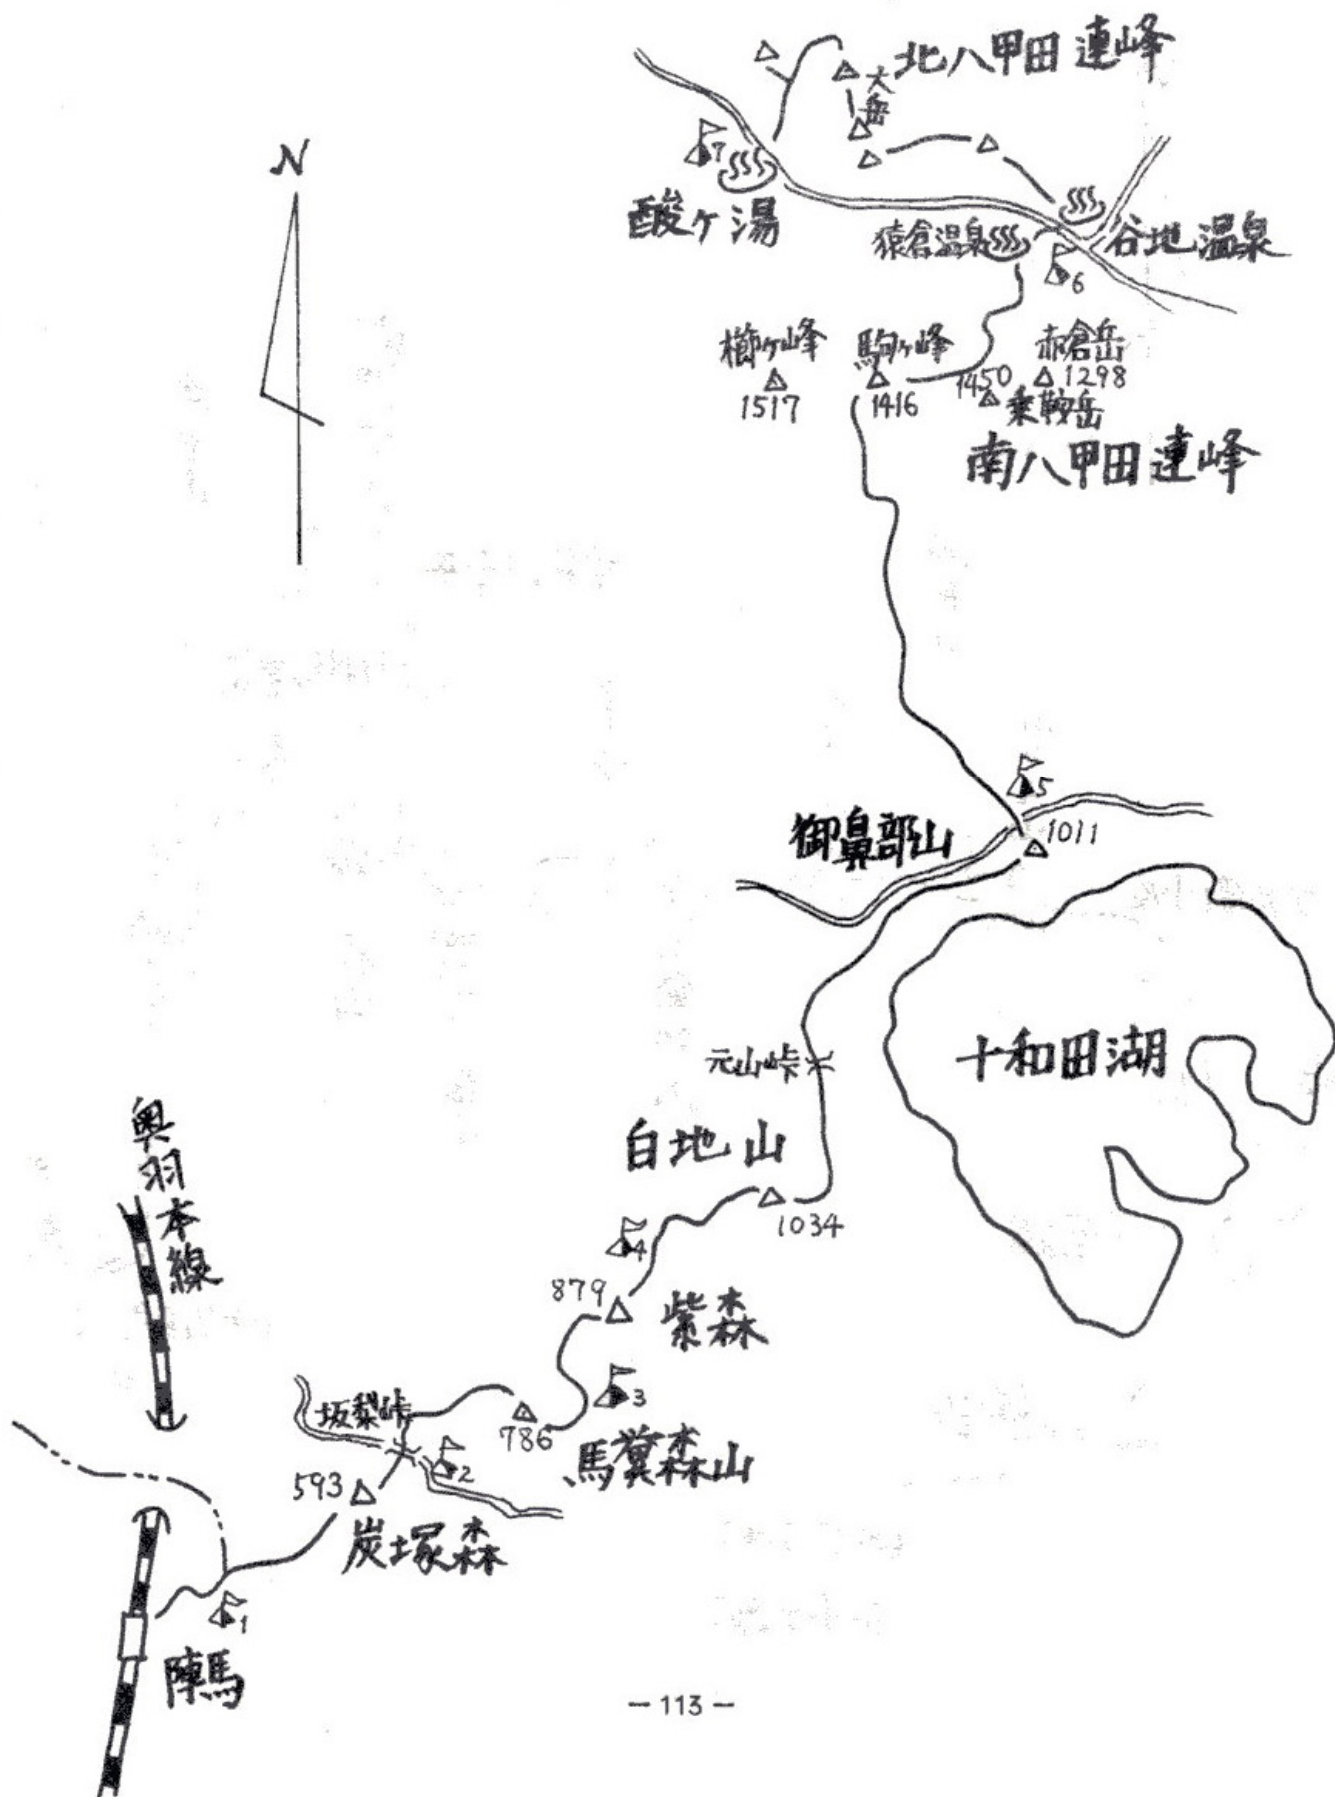 N
北八甲田連峰
大岳
7
酸ヶ湯
猿倉温泉
谷地温泉
6
櫛ヶ峰
1517
駒ヶ峰
1416
赤倉岳
1298
1450
乗鞍岳
南八甲田連峰
5
御鼻部山
1011
十和田湖
元山峠
白地山
1034
4
879
紫森
奥羽本線
坂梨峠
3
786
馬糞森山
2
593
炭塚森
1
陣馬
— 113 —